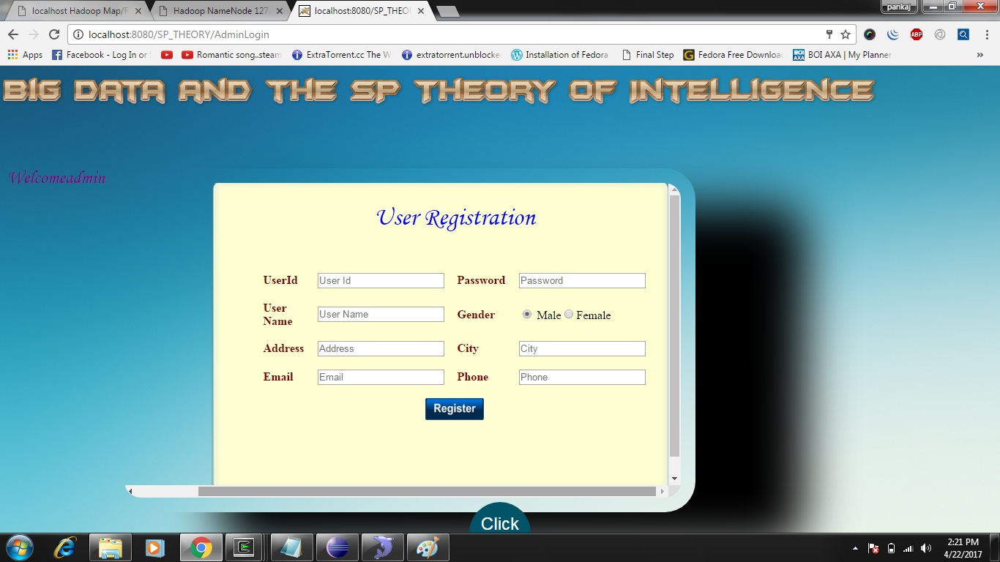 localhost Hadoop Map/R
Hadoop NameNode 127.
localhost:8080/SP_THEOR
pankaj
localhost:8080/SP_THEORY/AdminLogin
Apps
Facebook - Log In or
Romantic song..steam
ExtraTorrent.cc The W
extratorrent.unblocke
Installation of Fedora
Final Step
Fedora Free Downloa
BOI AXA | My Planner
»
BIG DATA AND THE SP THEORY OF INTELLIGENCE
Welcomeadmin
User Registration
UserId User Id Password Password
User Name User Name Gender Male Female
Address Address City City
Email Email Phone Phone
Register
Click
2:21 PM
4/22/2017